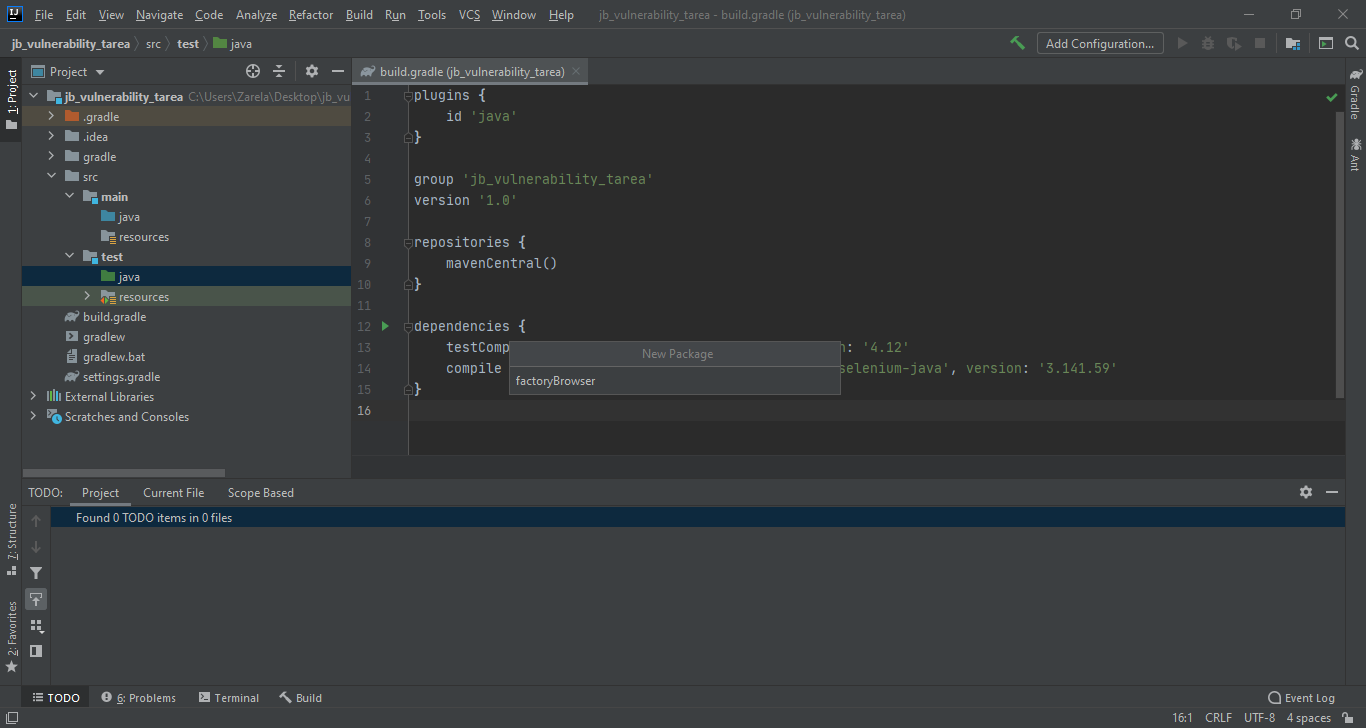 File Edit View Navigate Code Analyze Refactor Build Run Tools VCS Window Help jb_vulnerability_tarea - build.gradle (jb_vulnerability_tarea)
jb_vulnerability_tarea src test java Add Configuration...
Project build.gradle (jb_vulnerability_tarea)
1: Project
jb_vulnerability_tarea C:\Users\Zarela\Desktop\jb_vu
.gradle
.idea
gradle
src
main
java
resources
test
java
resources
build.gradle
gradlew
gradlew.bat
settings.gradle
External Libraries
Scratches and Consoles
1 plugins {
2 id 'java'
3 }
4
5 group 'jb_vulnerability_tarea'
6 version '1.0'
7
8 repositories {
9 mavenCentral()
10 }
11
12 dependencies {
13 testComp n: '4.12'
14 compile selenium-java', version: '3.141.59'
15 }
16
New Package
factoryBrowser
Gradle
Ant
TODO: Project Current File Scope Based
Found 0 TODO items in 0 files
7: Structure
2: Favorites
TODO 6: Problems Terminal Build Event Log
16:1 CRLF UTF-8 4 spaces